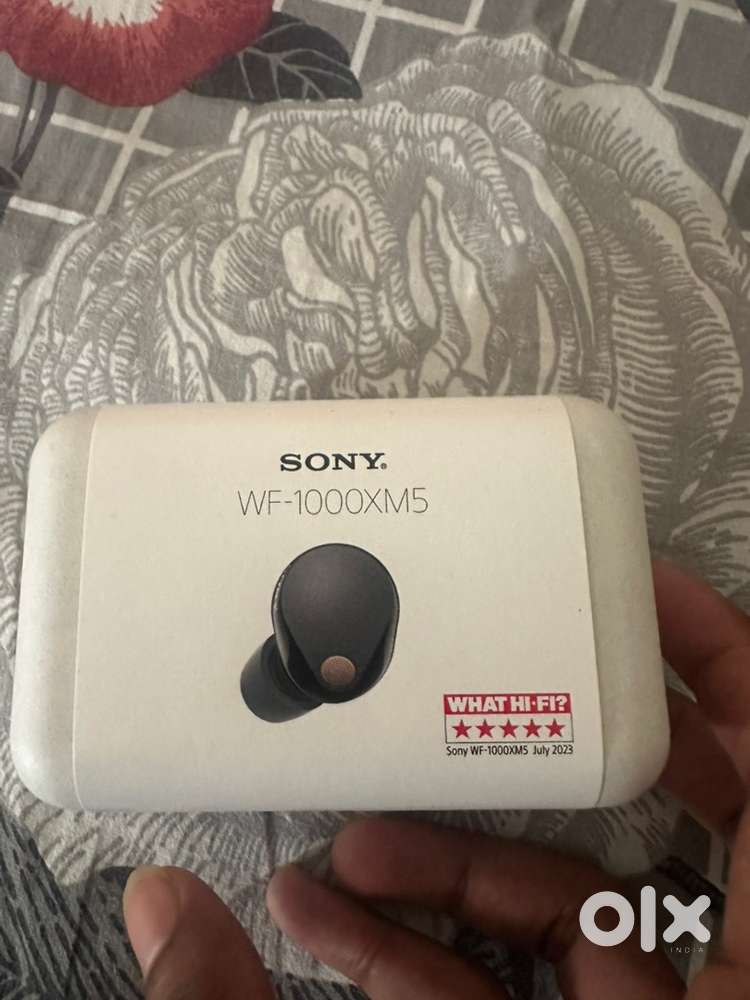 SONY
WF-1000XM5
WHAT HI-FI?
Sony WF-1000XM5 July 2023
olx
INDIA